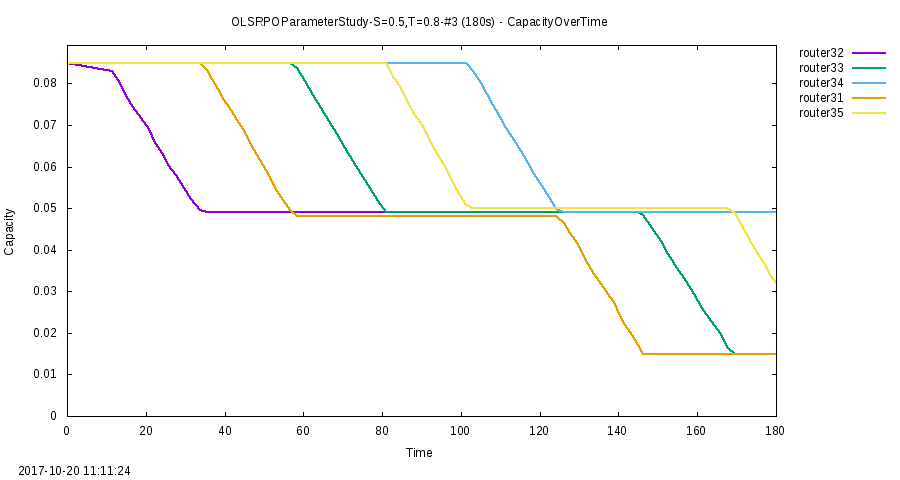 OLSRPOParameterStudy-S=0.5,T=0.8-#3 (180s) - CapacityOverTime
router32
router33
router34
router31
router35
0.08
0.07
0.06
0.05
0.04
0.03
0.02
0.01
0
Capacity
0 20 40 60 80 100 120 140 160 180
Time
2017-10-20 11:11:24